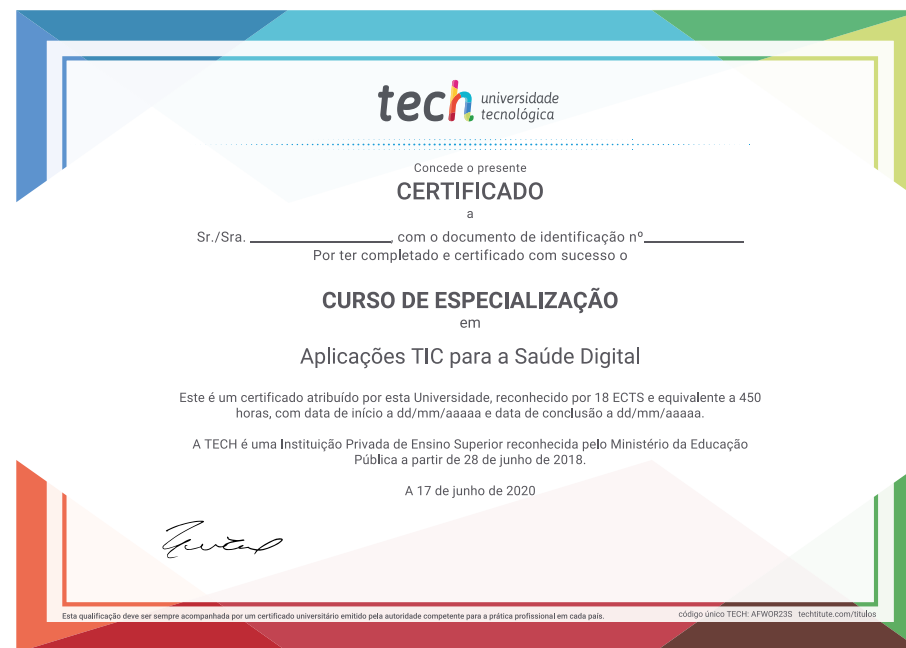 tech universidade
tecnológica
Concede o presente
CERTIFICADO
a
Sr./Sra. ________________, com o documento de identificação nº____________
Por ter completado e certificado com sucesso o
CURSO DE ESPECIALIZAÇÃO
em
Aplicações TIC para a Saúde Digital
Este é um certificado atribuído por esta Universidade, reconhecido por 18 ECTS e equivalente a 450
horas, com data de início a dd/mm/aaaaa e data de conclusão a dd/mm/aaaaa.
A TECH é uma Instituição Privada de Ensino Superior reconhecida pelo Ministério da Educação
Pública a partir de 28 de junho de 2018.
A 17 de junho de 2020
Esta qualificação deve ser sempre acompanhada por um certificado universitário emitido pela autoridade competente para a prática profissional em cada país.
código único TECH: AFWOR23S techtitute.com/titulos